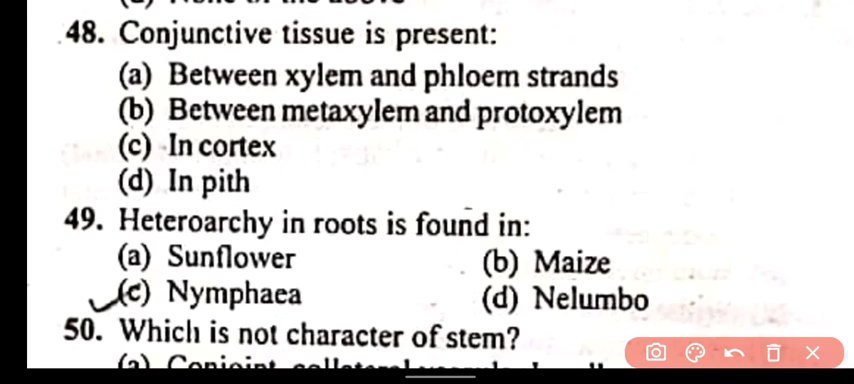 48. Conjunctive tissue is present:
(a) Between xylem and phloem strands
(b) Between metaxylem and protoxylem
(c) In cortex
(d) In pith
49. Heteroarchy in roots is found in:
(a) Sunflower (b) Maize
(c) Nymphaea (d) Nelumbo
50. Which is not character of stem?
(a) Conjoint